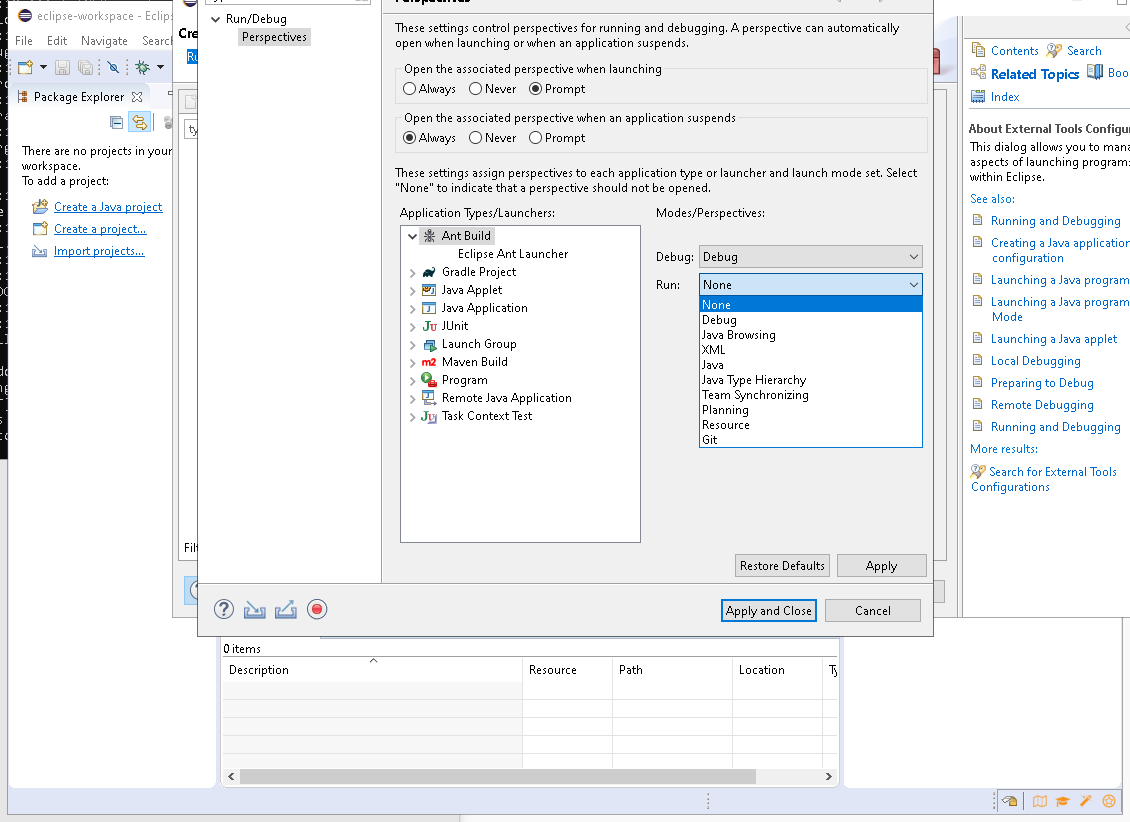 eclipse-workspace - Eclips
File Edit Navigate Search
Package Explorer
There are no projects in your
workspace.
To add a project:
Create a Java project
Create a project...
Import projects...
Cre
Ru
ty
Filt
Run/Debug
Perspectives
These settings control perspectives for running and debugging. A perspective can automatically
open when launching or when an application suspends.
Open the associated perspective when launching
Always Never Prompt
Open the associated perspective when an application suspends
Always Never Prompt
These settings assign perspectives to each application type or launcher and launch mode set. Select
"None" to indicate that a perspective should not be opened.
Application Types/Launchers:
Ant Build
Eclipse Ant Launcher
Gradle Project
Java Applet
Java Application
JUnit
Launch Group
Maven Build
Program
Remote Java Application
Task Context Test
Modes/Perspectives:
Debug: Debug
Run: None
None
Debug
Java Browsing
XML
Java
Java Type Hierarchy
Team Synchronizing
Planning
Resource
Git
Restore Defaults Apply
Apply and Close Cancel
Contents Search
Related Topics Boo
Index
About External Tools Configur
This dialog allows you to mana
aspects of launching program
within Eclipse.
See also:
Running and Debugging
Creating a Java application
configuration
Launching a Java program
Launching a Java program
Mode
Launching a Java applet
Local Debugging
Preparing to Debug
Remote Debugging
Running and Debugging
More results:
Search for External Tools
Configurations
0 items
Description Resource Path Location Ty